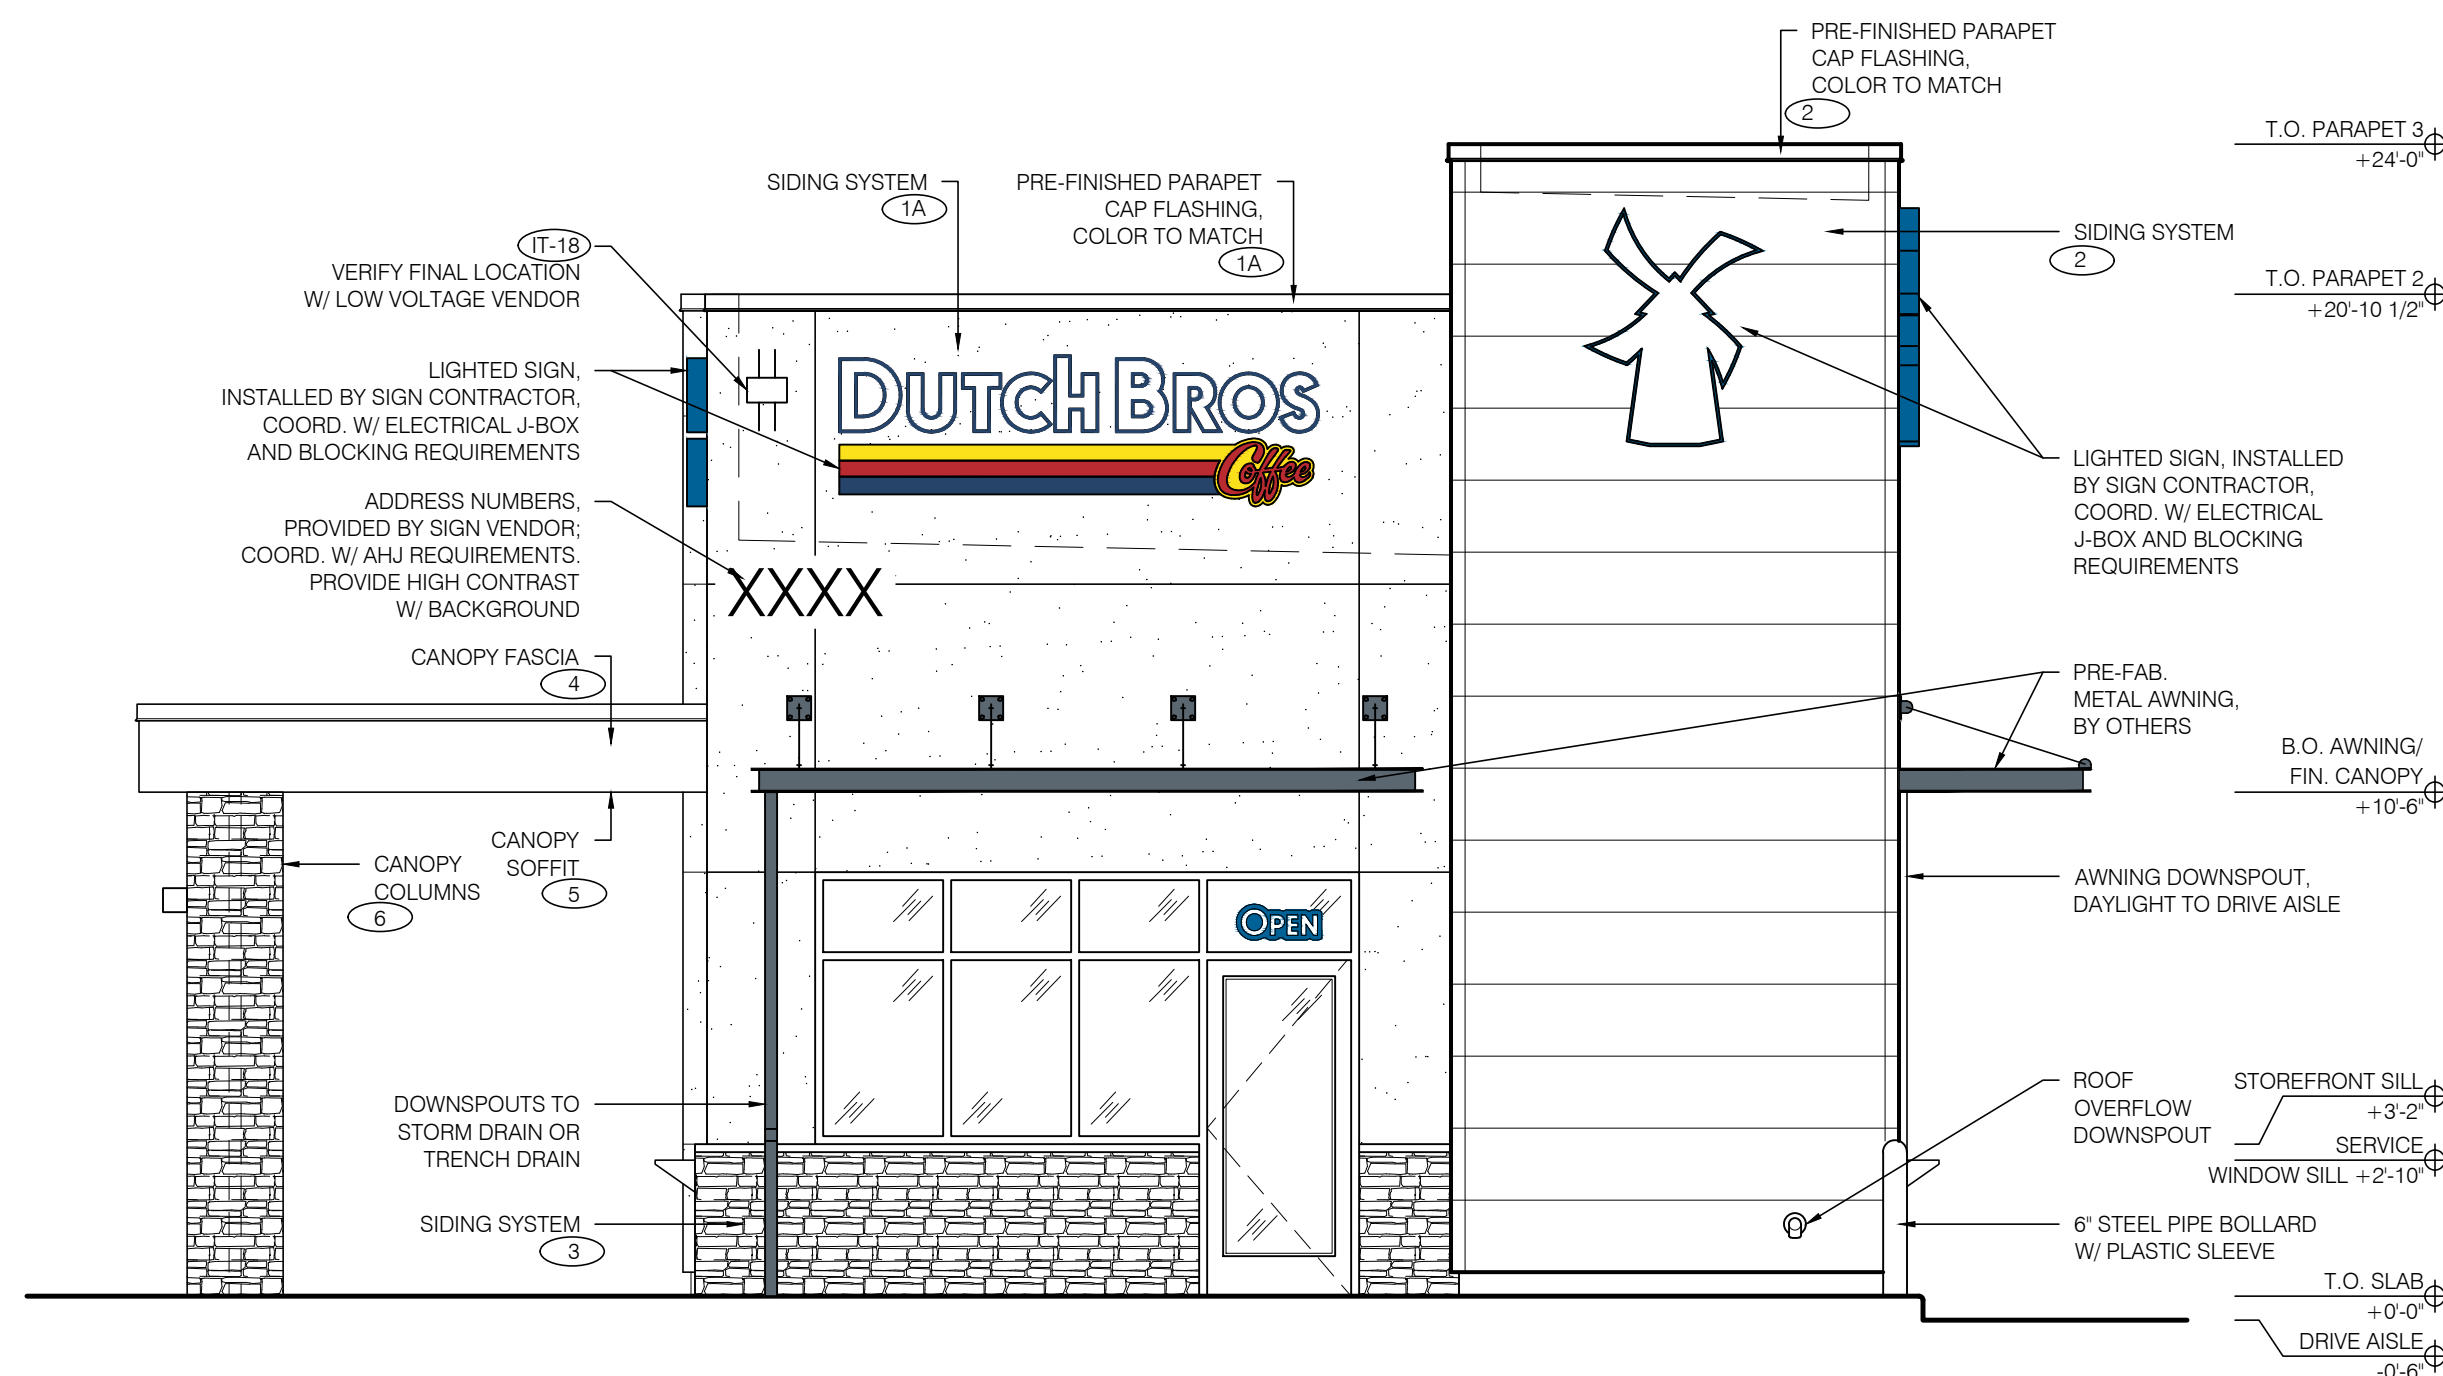 PRE-FINISHED PARAPET
CAP FLASHING,
COLOR TO MATCH
2
T.O. PARAPET 3
+24'-0"
SIDING SYSTEM
1A
PRE-FINISHED PARAPET
CAP FLASHING,
COLOR TO MATCH
1A
IT-18
VERIFY FINAL LOCATION
W/ LOW VOLTAGE VENDOR
SIDING SYSTEM
2
T.O. PARAPET 2
+20'-10 1/2"
LIGHTED SIGN,
INSTALLED BY SIGN CONTRACTOR,
COORD. W/ ELECTRICAL J-BOX
AND BLOCKING REQUIREMENTS
DUTCH BROS
Coffee
LIGHTED SIGN, INSTALLED
BY SIGN CONTRACTOR,
COORD. W/ ELECTRICAL
J-BOX AND BLOCKING
REQUIREMENTS
ADDRESS NUMBERS,
PROVIDED BY SIGN VENDOR;
COORD. W/ AHJ REQUIREMENTS.
PROVIDE HIGH CONTRAST
W/ BACKGROUND
XXXX
CANOPY FASCIA
4
PRE-FAB.
METAL AWNING,
BY OTHERS
B.O. AWNING/
FIN. CANOPY
+10'-6"
CANOPY
SOFFIT
5
CANOPY
COLUMNS
6
AWNING DOWNSPOUT,
DAYLIGHT TO DRIVE AISLE
OPEN
DOWNSPOUTS TO
STORM DRAIN OR
TRENCH DRAIN
ROOF
OVERFLOW
DOWNSPOUT
STOREFRONT SILL
+3'-2"
SERVICE
WINDOW SILL +2'-10"
SIDING SYSTEM
3
6" STEEL PIPE BOLLARD
W/ PLASTIC SLEEVE
T.O. SLAB
+0'-0"
DRIVE AISLE
-0'-6"